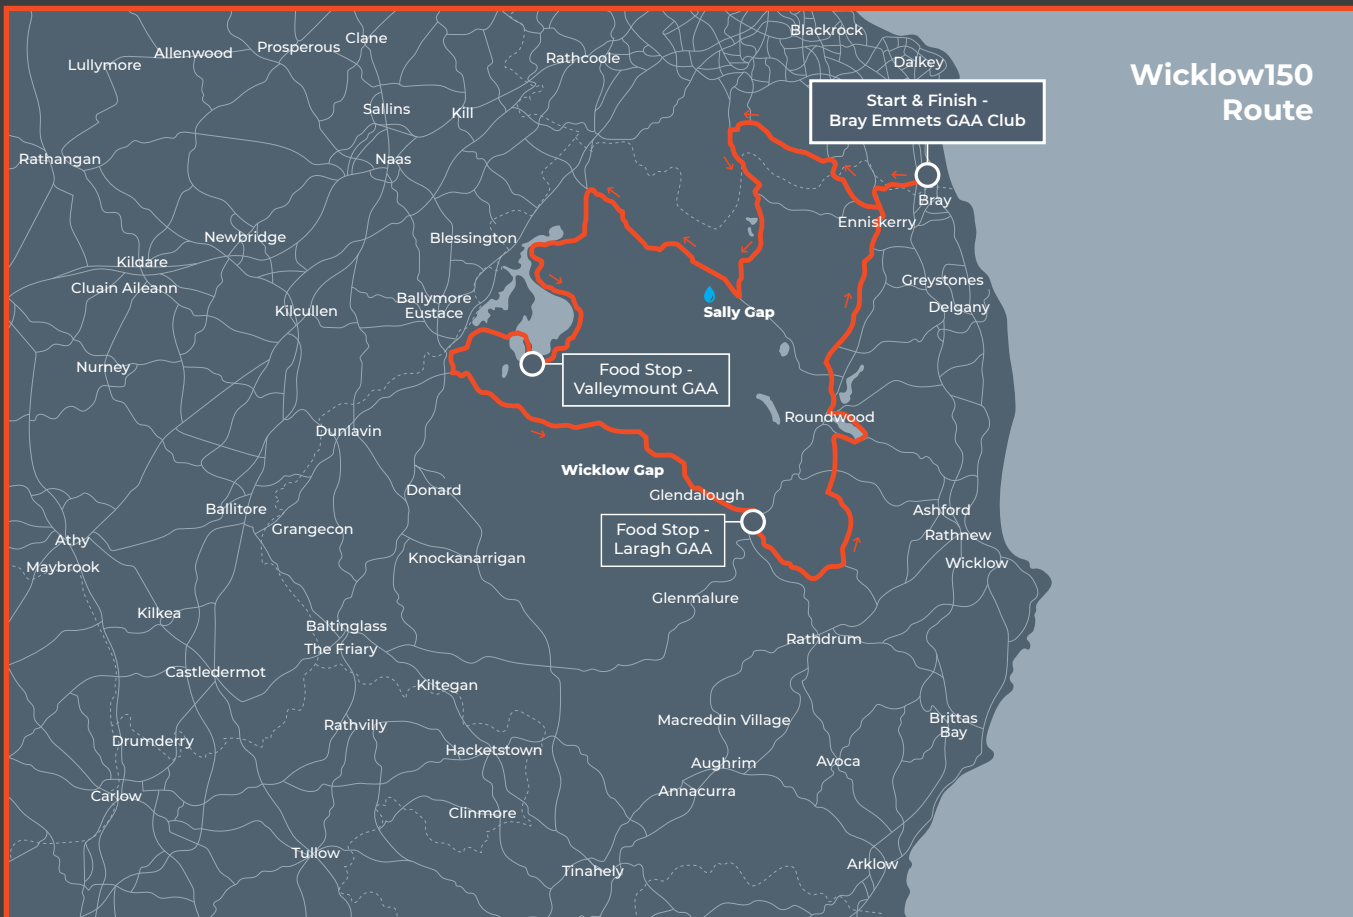 Wicklow150
Route
Start & Finish -
Bray Emmets GAA Club
Blackrock
Dalkey
Clane
Prosperous
Allenwood
Lullymore
Rathcoole
Sallins
Kill
Rathangan
Naas
Bray
Enniskerry
Newbridge
Blessington
Kildare
Cluain Aileann
Greystones
Delgany
Kilcullen
Ballymore
Eustace
Sally Gap
Nurney
Food Stop -
Valleymount GAA
Roundwood
Dunlavin
Wicklow Gap
Donard
Glendalough
Ballitore
Grangecon
Ashford
Rathnew
Athy
Maybrook
Food Stop -
Laragh GAA
Knockanarrigan
Wicklow
Glenmalure
Kilkea
Baltinglass
The Friary
Rathdrum
Castledermot
Kiltegan
Rathvilly
Macreddin Village
Brittas
Bay
Drumderry
Hacketstown
Aughrim
Avoca
Annacurra
Carlow
Clinmore
Tullow
Tinahely
Arklow